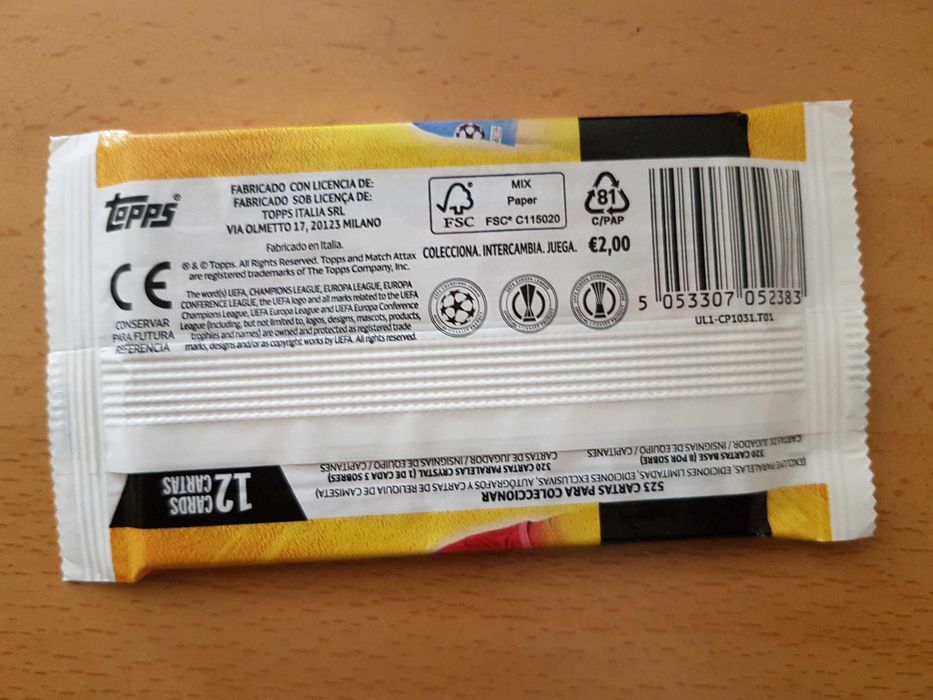 Topps®
FABRICADO CON LICENCIA DE:
FABRICADO SOB LICENÇA DE:
TOPPS ITALIA SRL
VIA OLMETTO 17, 20123 MILANO
Fabricado en Italia.
® & © Topps. All Rights Reserved. Topps and Match Attax
are registered trademarks of The Topps Company, Inc.
The word(s) UEFA, CHAMPIONS LEAGUE, EUROPA LEAGUE, EUROPA
CONFERENCE LEAGUE, the UEFA logo and all marks related to the UEFA
Champions League, UEFA Europa League and UEFA Europa Conference
League (including, but not limited to, logos, designs, mascots, products,
trophies and names) are owned and protected as registered trade
marks, designs and/or as copyright works by UEFA. All rights reserved.
CE
CONSERVAR
PARA FUTURA
REFERENCIA
FSC
MIX
Paper
FSC® C115020
81
C/PAP
COLECCIONA. INTERCAMBIA. JUEGA.
€2,00
5 053307 052383
UL1-CP1031.T01
12 CARDS
CARTAS
523 CARTAS PARA COLECCIONAR
(EXCLUYE PARALELAS, EDICIONES LIMITADAS, EDICIONES EXCLUSIVAS, AUTÓGRAFOS Y CARTAS DE RELIQUIA DE CAMISETA)
320 CARTAS BASE (8 POR SOBRE)
CARTAS DE JUGADOR / INSIGNIAS DE EQUIPO / CAPITANES
320 CARTAS PARALELAS CRYSTAL (1 DE CADA 3 SOBRES)
CARTAS DE JUGADOR / INSIGNIAS DE EQUIPO / CAPITANES